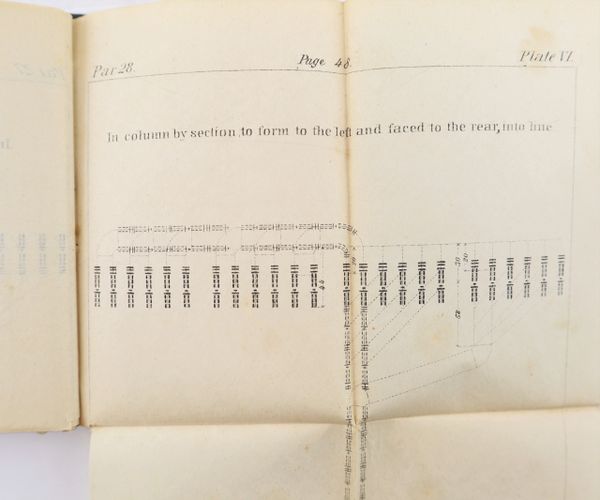 Par 28.
Page 48.
Plate VI.
In column by section, to form to the left and faced to the rear, into line